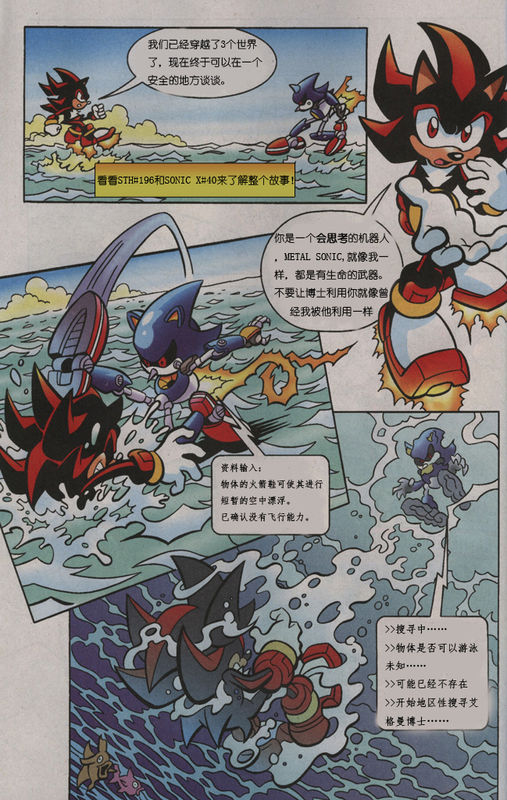 我们已经穿越了3个世界
了，现在终于可以在一个
安全的地方谈谈。
看看STH#196和SONIC X#40来了解整个故事!
你是一个会思考的机器人
，METAL SONIC,就像我一
样，都是有生命的武器。
不要让博士利用你就像曾
经我被他利用一样
资料输入：
物体的火箭鞋可使其进行
短暂的空中漂浮。
已确认没有飞行能力。
>>搜寻中……
>>物体是否可以游泳
未知……
>>可能已经不存在
>>开始地区性搜寻艾
格曼博士……